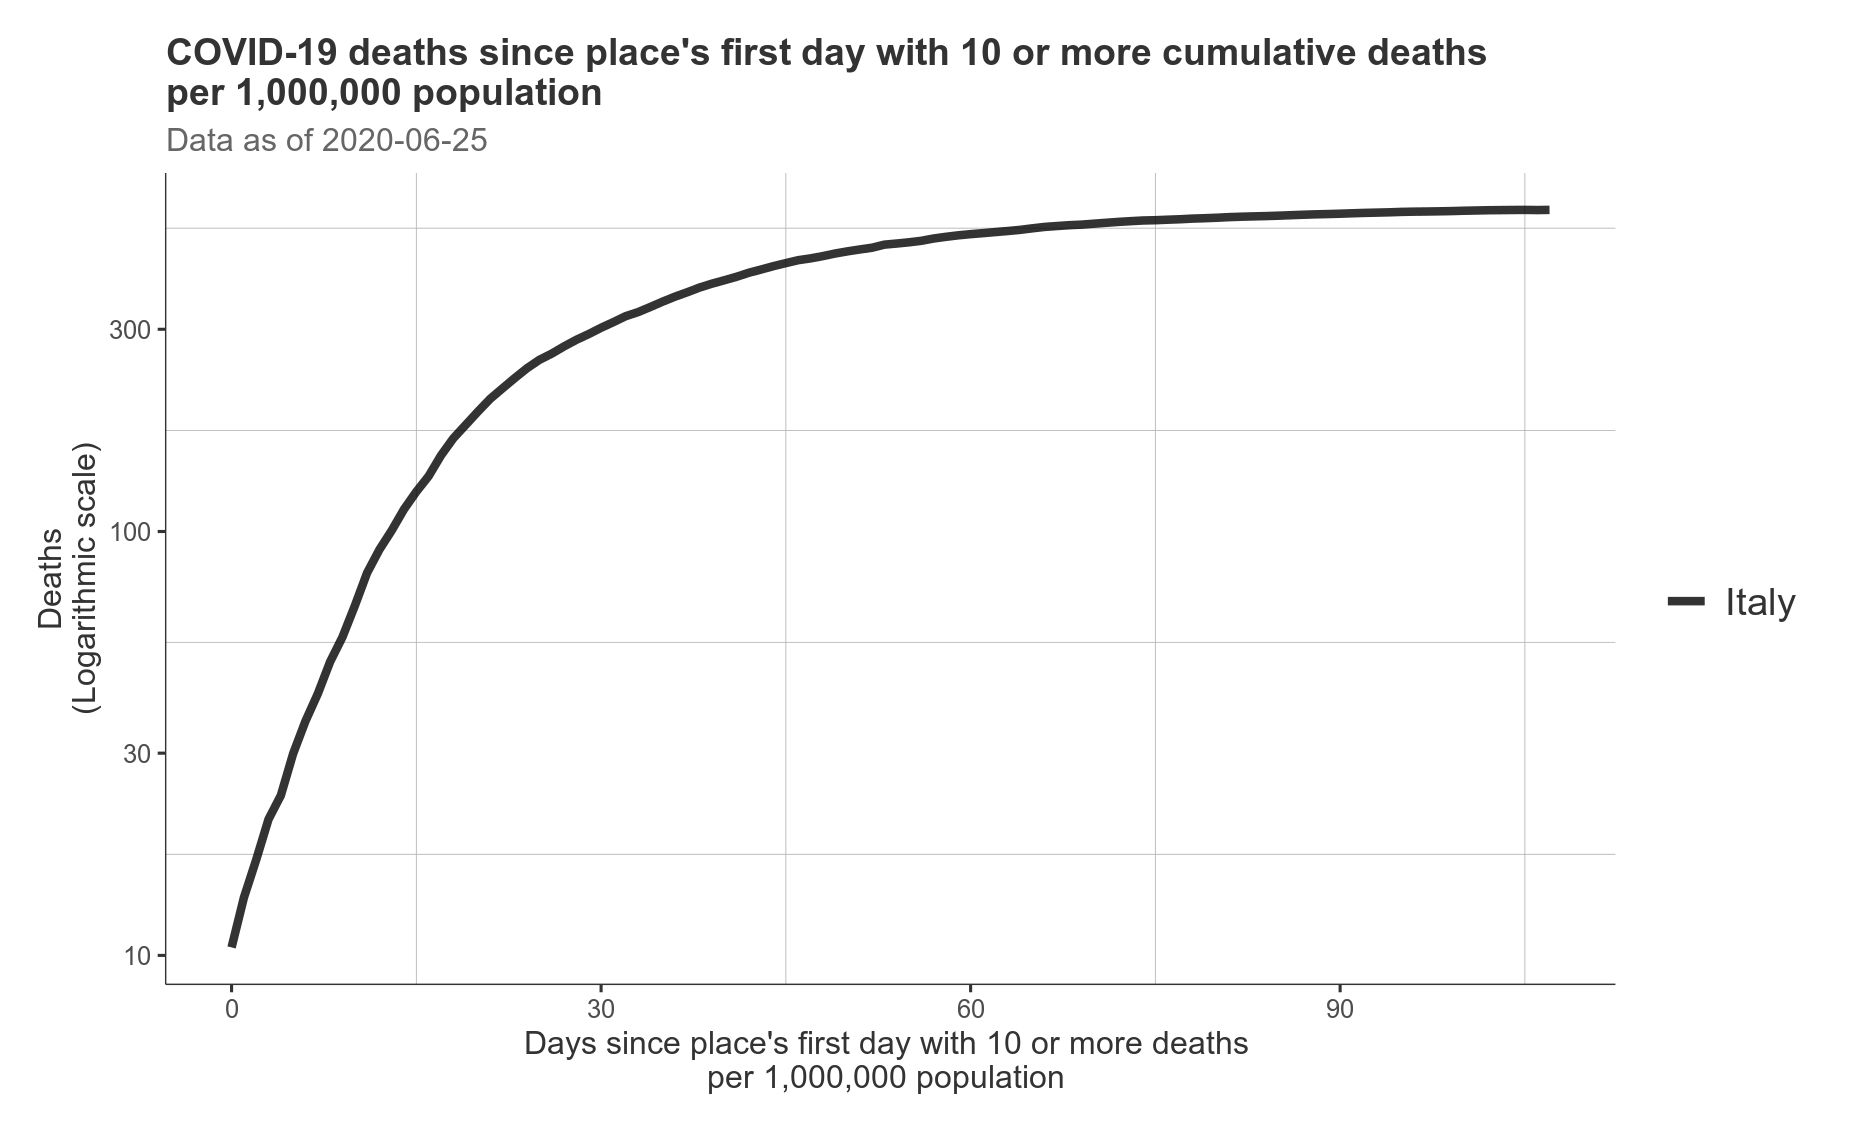 COVID-19 deaths since place's first day with 10 or more cumulative deaths
per 1,000,000 population
Data as of 2020-06-25
Deaths
(Logarithmic scale)
300
100
30
10
0
30
60
90
Days since place's first day with 10 or more deaths
per 1,000,000 population
Italy